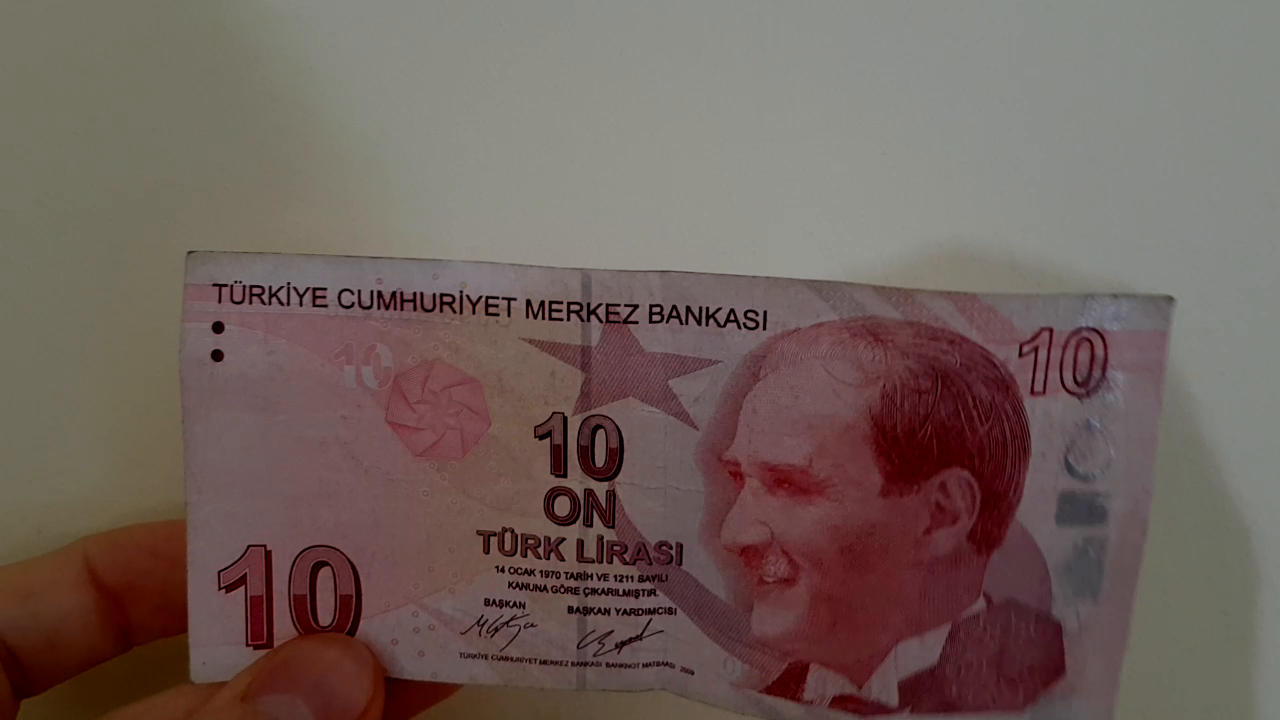 TÜRKİYE CUMHURİYET MERKEZ BANKASI
10
10
10
ON
TÜRK LİRASI
14 OCAK 1970 TARİH VE 1211 SAYILI
KANUNA GÖRE ÇIKARILMIŞTIR.
BAŞKAN BAŞKAN YARDIMCISI
10
TÜRKİYE CUMHURİYET MERKEZ BANKASI BANKNOT MATBAASI 2009